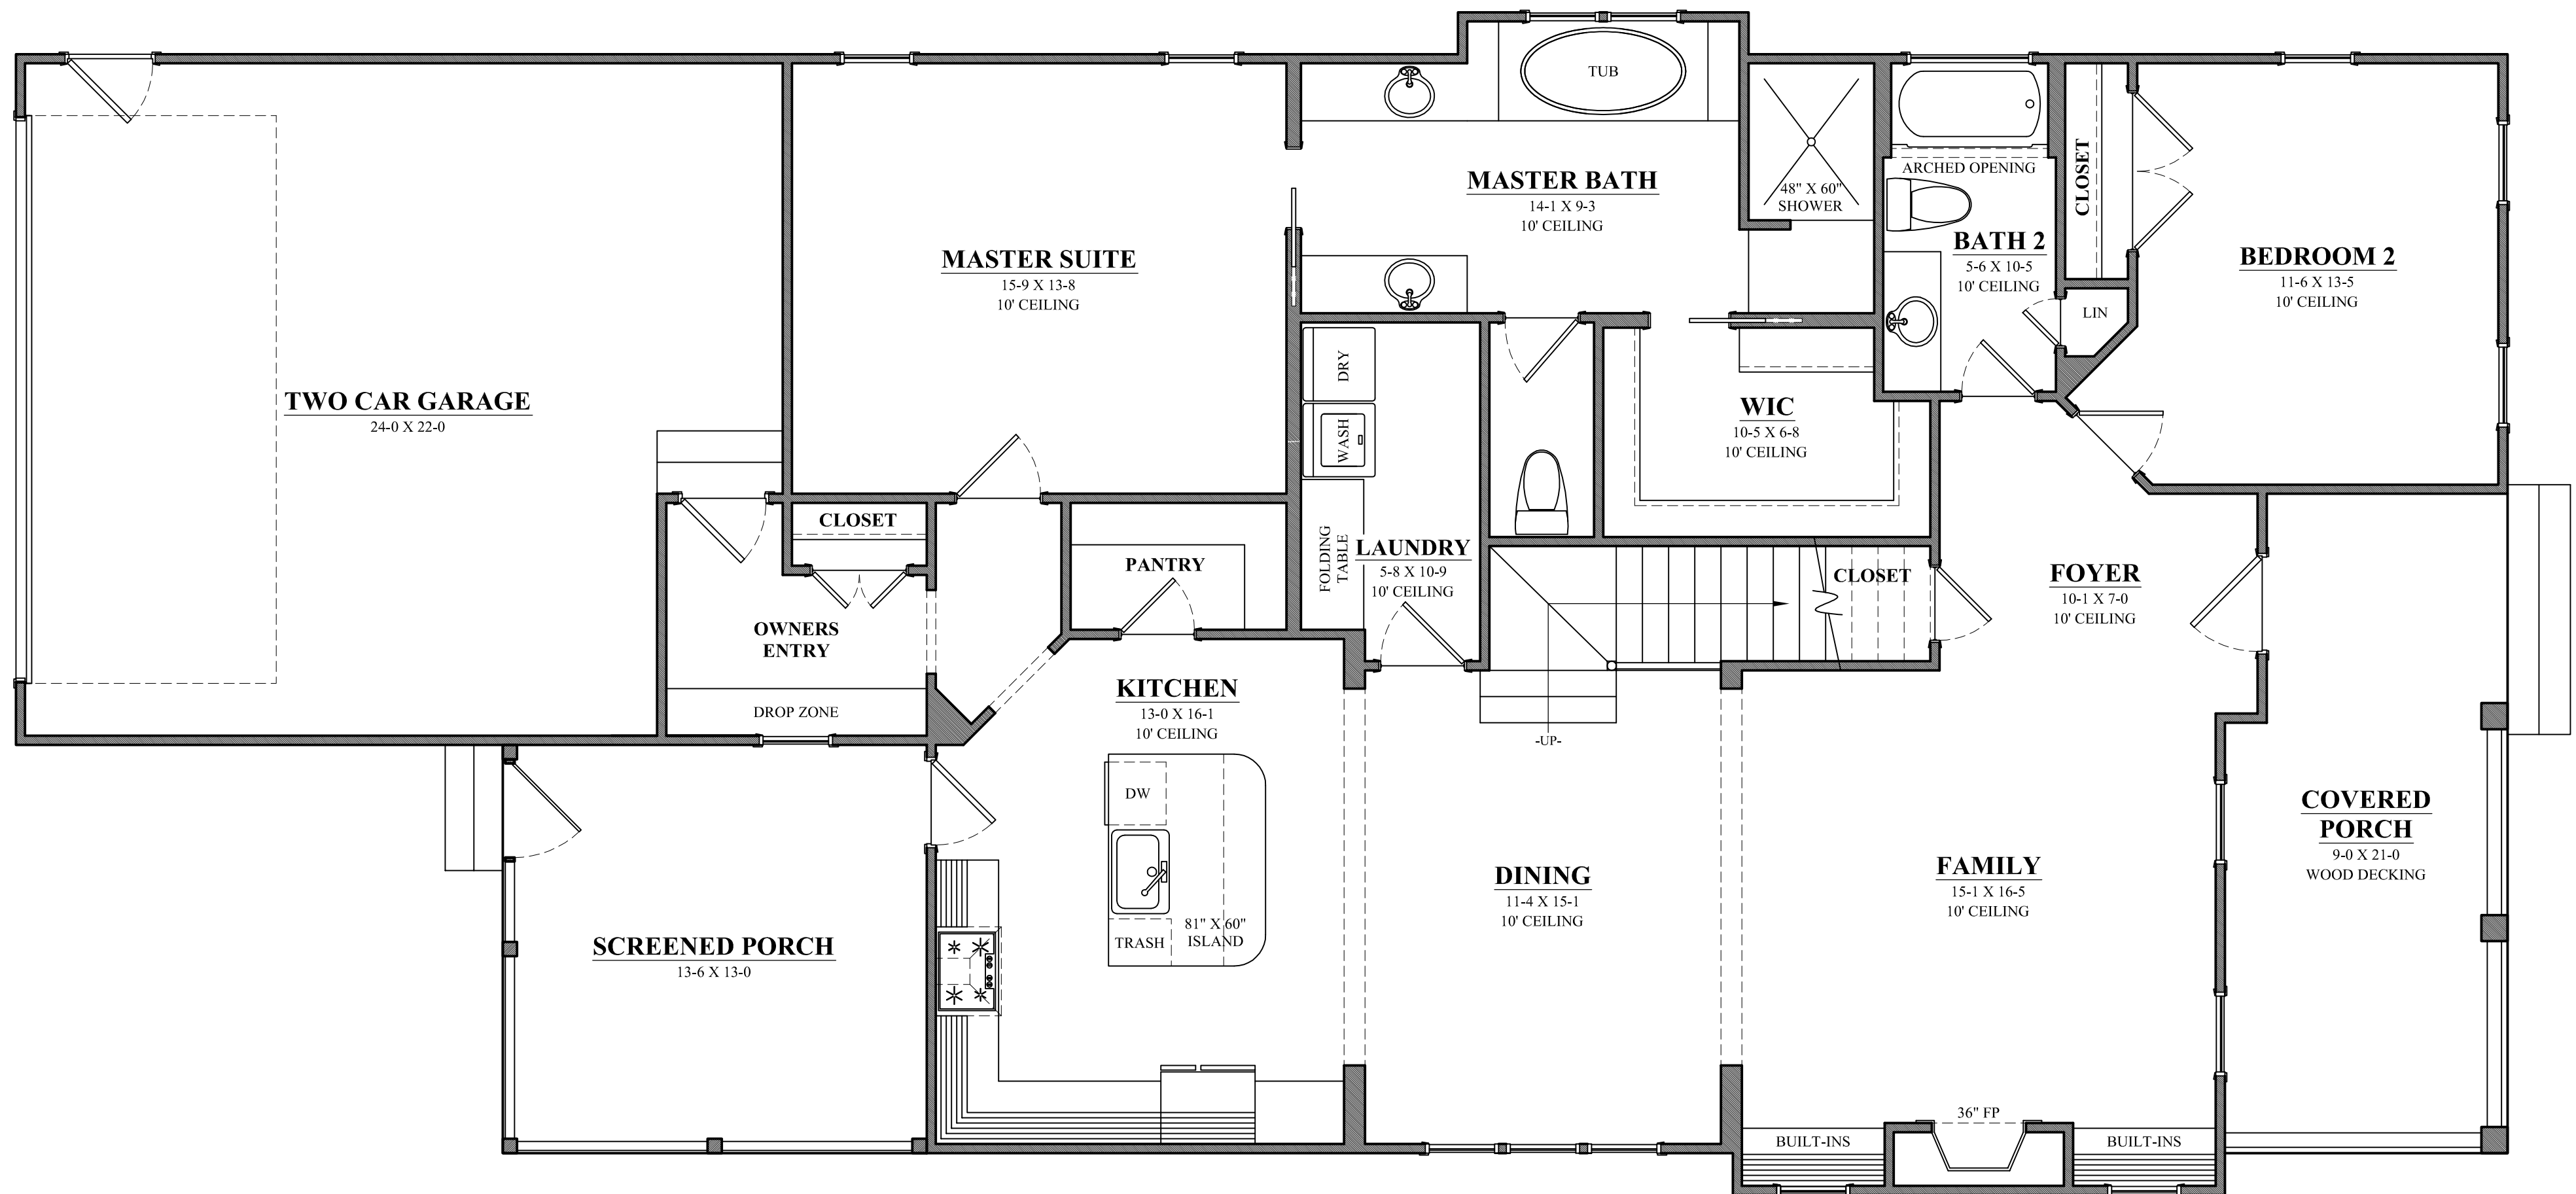 TUB
MASTER BATH
14-1 X 9-3
10' CEILING
48" X 60"
SHOWER
ARCHED OPENING
CLOSET
BATH 2
5-6 X 10-5
10' CEILING
LIN
BEDROOM 2
11-6 X 13-5
10' CEILING
MASTER SUITE
15-9 X 13-8
10' CEILING
TWO CAR GARAGE
24-0 X 22-0
DRY
WASH
FOLDING
TABLE
LAUNDRY
5-8 X 10-9
10' CEILING
WIC
10-5 X 6-8
10' CEILING
CLOSET
PANTRY
OWNERS
ENTRY
DROP ZONE
CLOSET
FOYER
10-1 X 7-0
10' CEILING
KITCHEN
13-0 X 16-1
10' CEILING
-UP-
DW
TRASH
81" X 60"
ISLAND
SCREENED PORCH
13-6 X 13-0
DINING
11-4 X 15-1
10' CEILING
FAMILY
15-1 X 16-5
10' CEILING
COVERED
PORCH
9-0 X 21-0
WOOD DECKING
36" FP
BUILT-INS
BUILT-INS